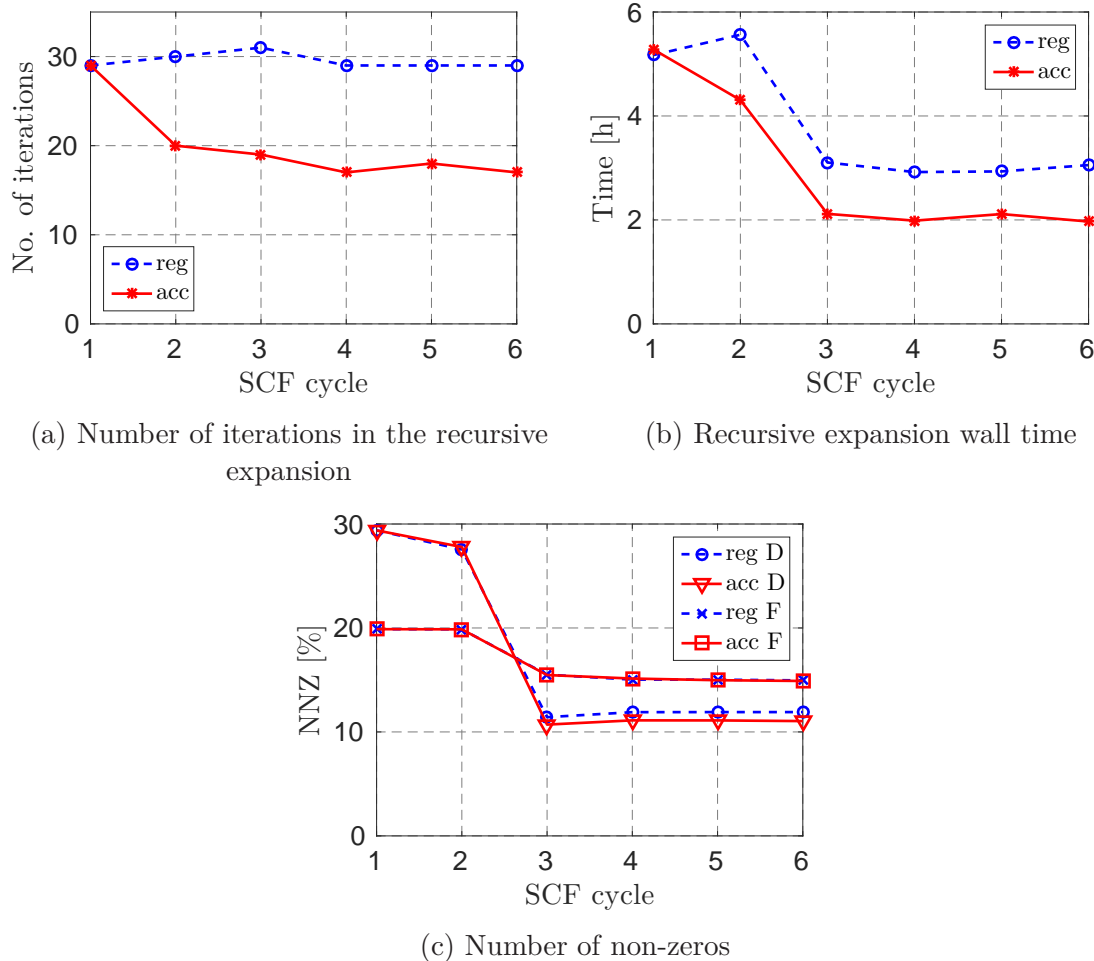 No. of iterations
30
20
10
0
reg
acc
1 2 3 4 5 6
SCF cycle
(a) Number of iterations in the recursive
expansion
Time [h]
6
4
2
0
reg
acc
1 2 3 4 5 6
SCF cycle
(b) Recursive expansion wall time
NNZ [%]
30
20
10
0
reg D
acc D
reg F
acc F
1 2 3 4 5 6
SCF cycle
(c) Number of non-zeros